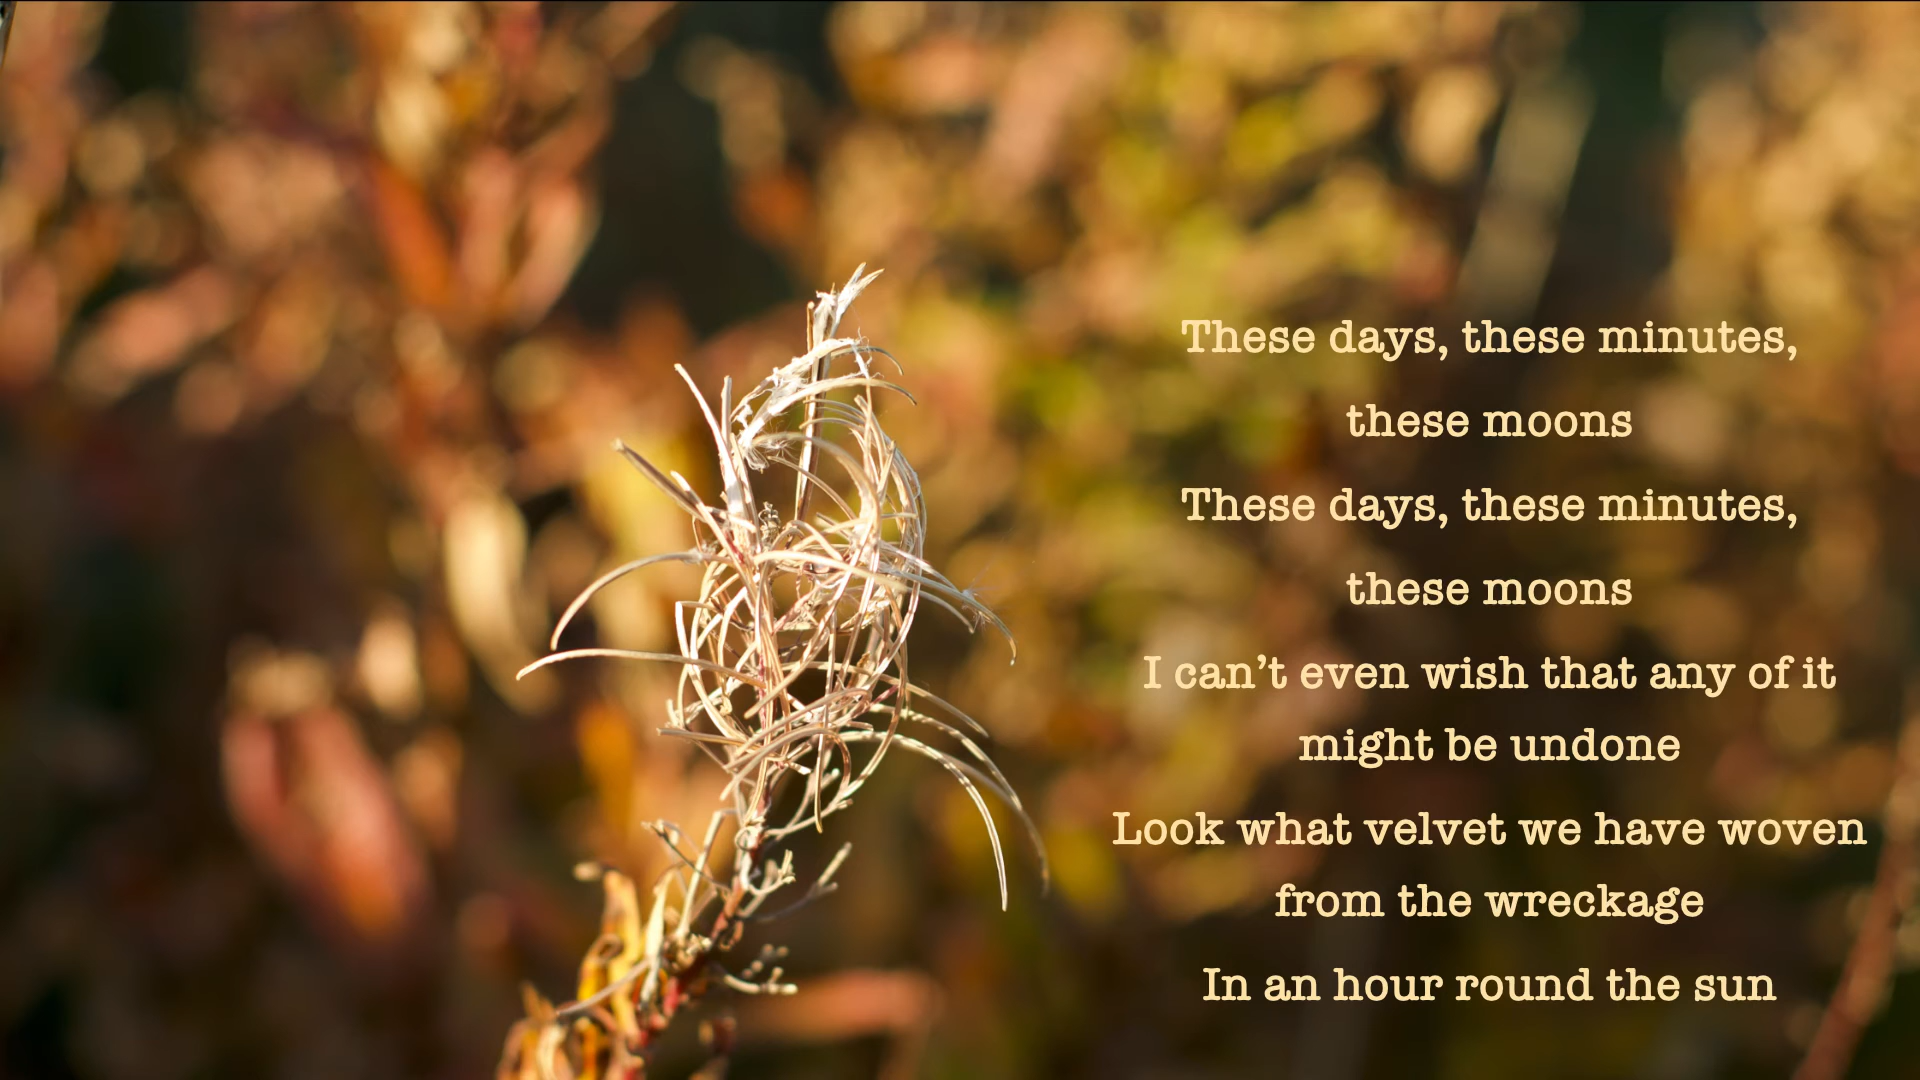 These days, these minutes,
these moons
These days, these minutes,
these moons
I can’t even wish that any of it
might be undone
Look what velvet we have woven
from the wreckage
In an hour round the sun